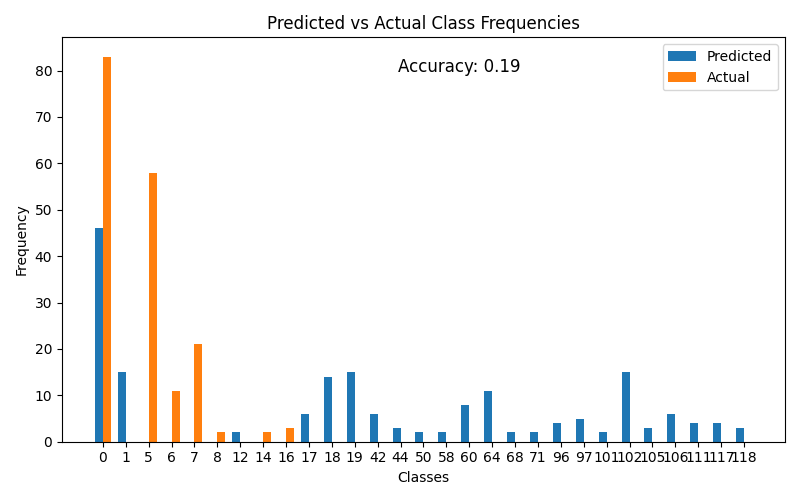 Predicted vs Actual Class Frequencies
Accuracy: 0.19
Predicted
Actual
80
70
60
50
40
30
20
10
0
Frequency
0 1 5 6 7 8 12 14 16 17 18 19 42 44 50 58 60 64 68 71 96 97 101 102 105 106 111 117 118
Classes